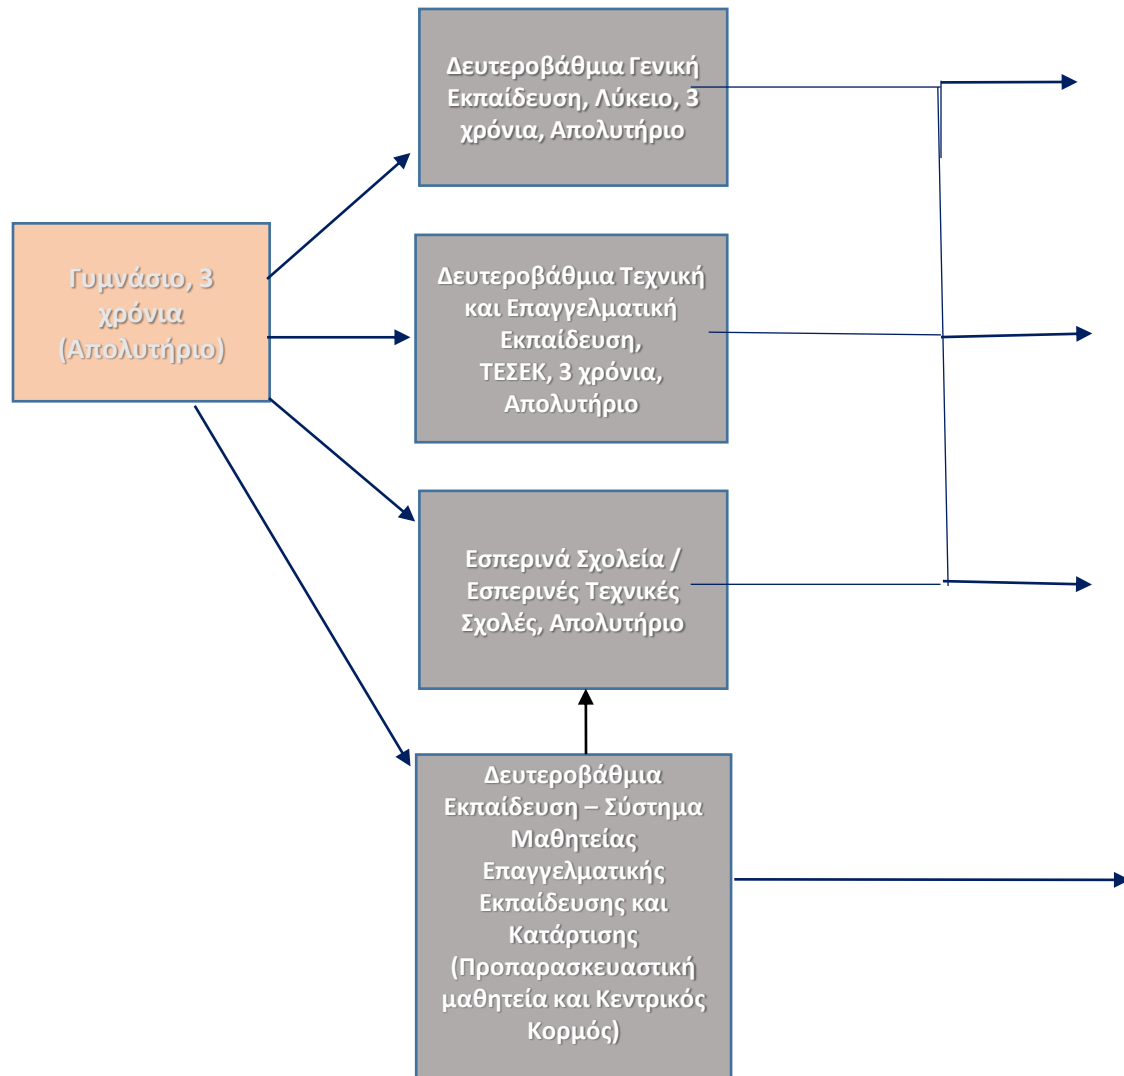 Δευτεροβάθμια Γενική
Εκπαίδευση, Λύκειο, 3
χρόνια, Απολυτήριο
Γυμνάσιο, 3
χρόνια
(Απολυτήριο)
Δευτεροβάθμια Τεχνική
και Επαγγελματική
Εκπαίδευση,
ΤΕΣΕΚ, 3 χρόνια,
Απολυτήριο
Εσπερινά Σχολεία /
Εσπερινές Τεχνικές
Σχολές, Απολυτήριο
Δευτεροβάθμια
Εκπαίδευση – Σύστημα
Μαθητείας
Επαγγελματικής
Εκπαίδευσης και
Κατάρτισης
(Προπαρασκευαστική
μαθητεία και Κεντρικός
Κορμός)